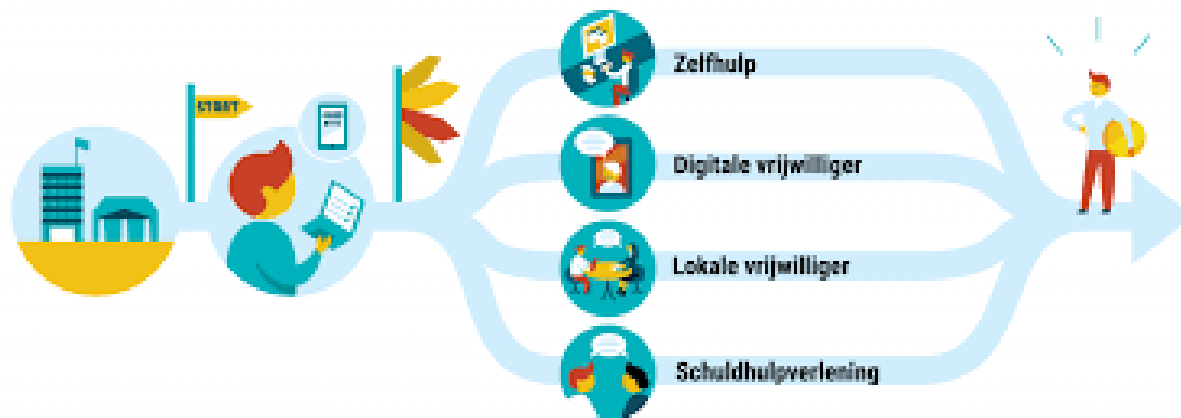 START
Zelfhulp
Digitale vrijwilliger
Lokale vrijwilliger
Schuldhulpverlening